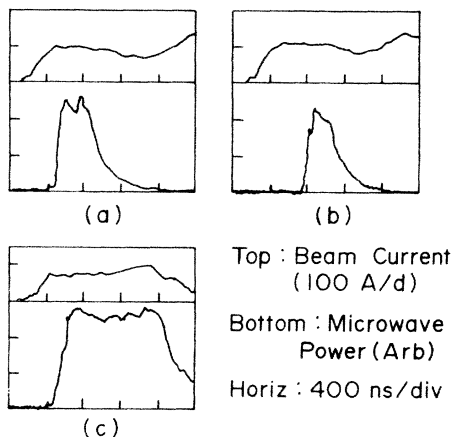 (a)
(b)
(c)
Top : Beam Current
(100 A/d)
Bottom : Microwave
Power (Arb)
Horiz : 400 ns/div